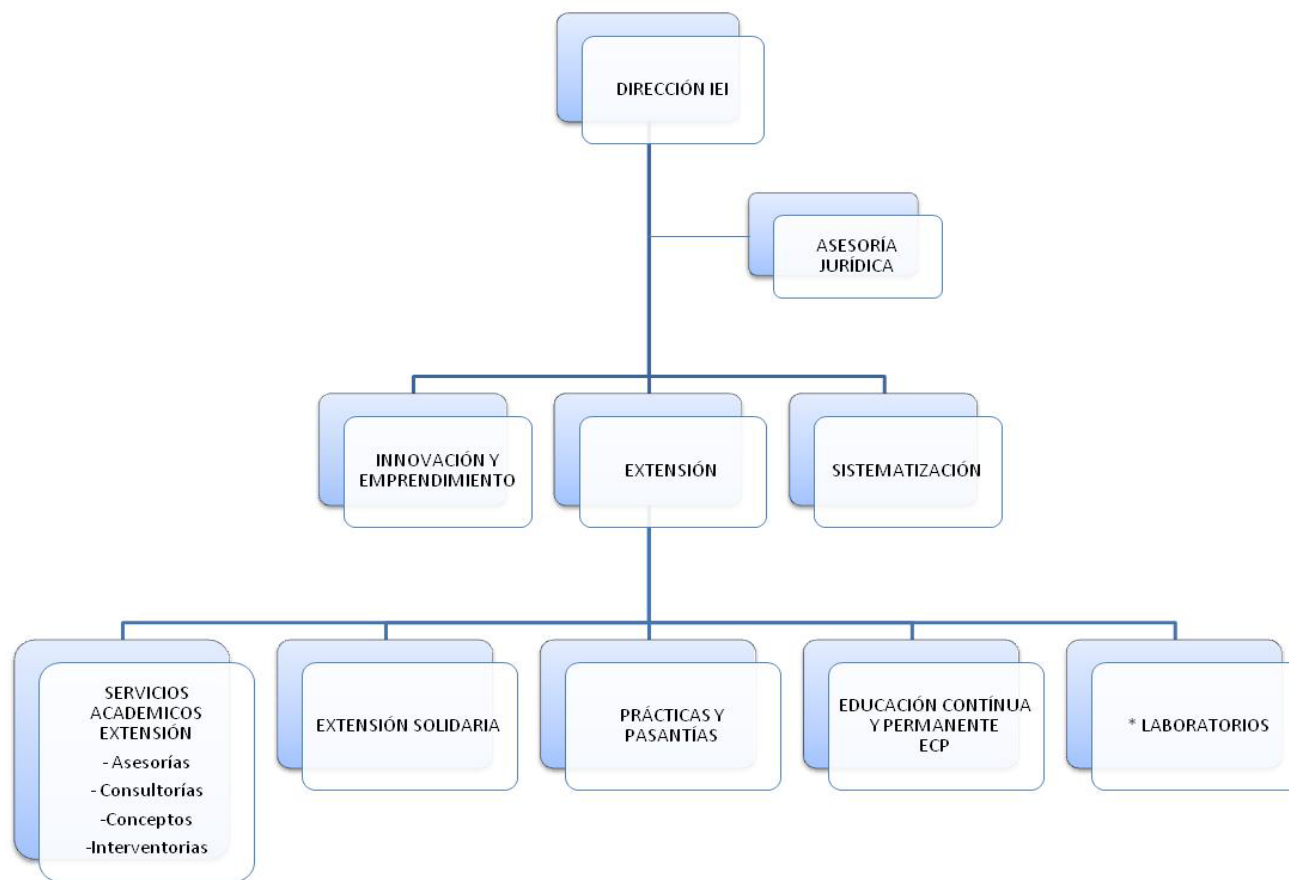 DIRECCIÓN IEI
ASESORÍA
JURÍDICA
INNOVACIÓN Y
EMPRENDIMIENTO
EXTENSIÓN
SISTEMATIZACIÓN
SERVICIOS
ACADEMICOS
EXTENSIÓN
- Asesorías
- Consultorías
-Conceptos
-Interventorias
EXTENSIÓN SOLIDARIA
PRÁCTICAS Y
PASANTÍAS
EDUCACIÓN CONTÍNUA
Y PERMANENTE
ECP
* LABORATORIOS